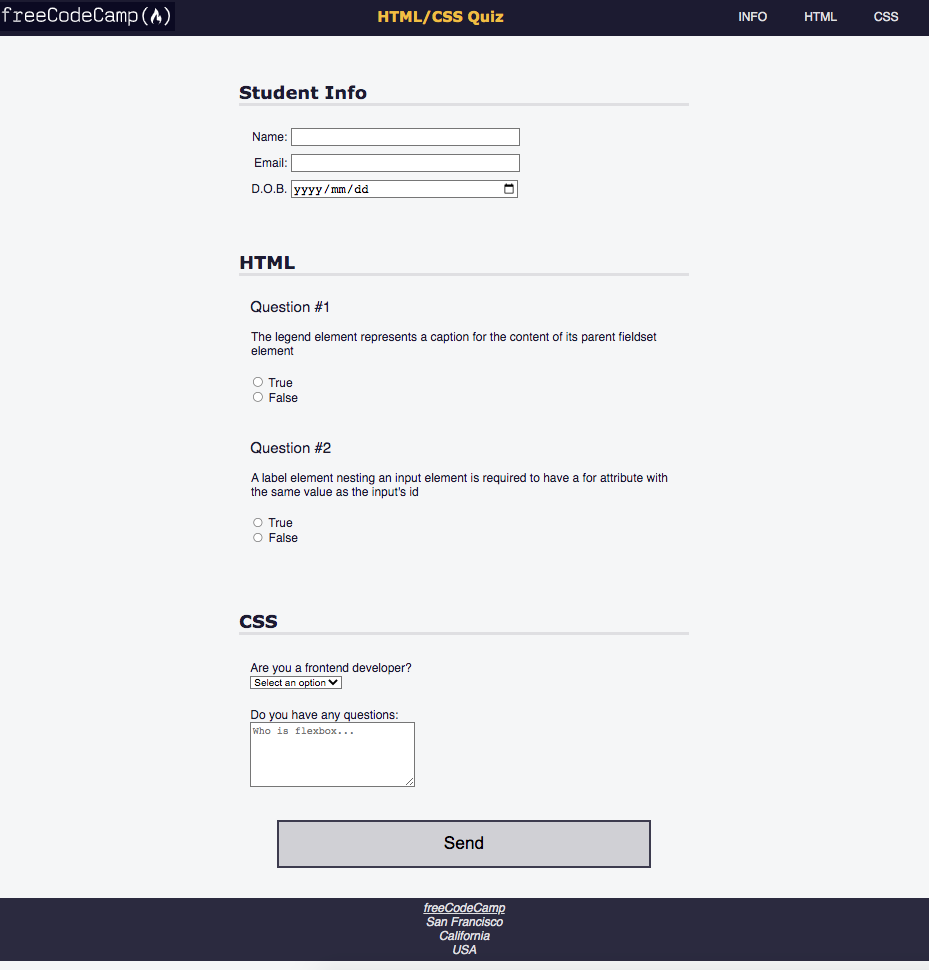 freeCodeCamp(🔥)
HTML/CSS Quiz
INFO
HTML
CSS
Student Info
Name:
Email:
D.O.B.
yyyy/mm/dd
HTML
Question #1
The legend element represents a caption for the content of its parent fieldset
element
True
False
Question #2
A label element nesting an input element is required to have a for attribute with
the same value as the input's id
True
False
CSS
Are you a frontend developer?
Select an option
Do you have any questions:
Who is flexbox...
Send
freeCodeCamp
San Francisco
California
USA